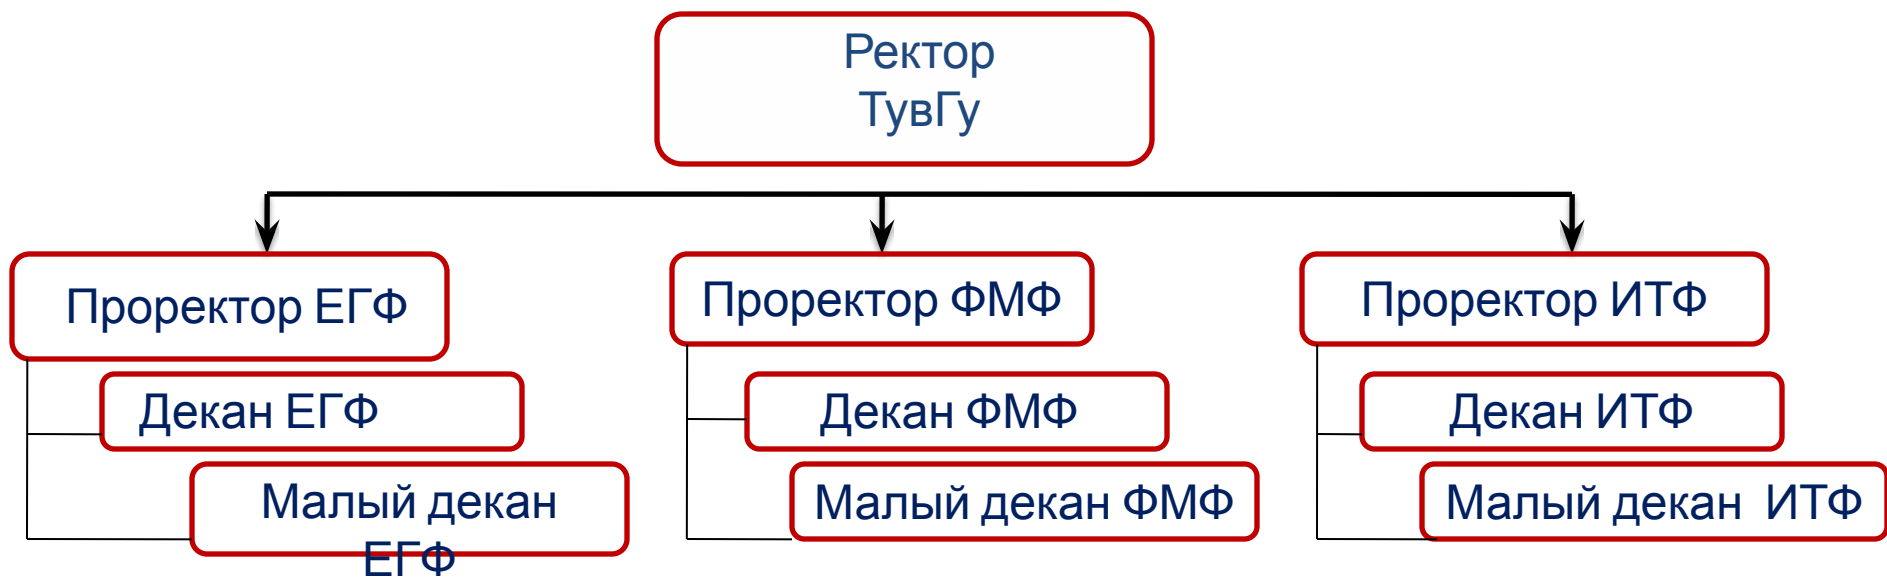 Ректор
ТувГу
Проректор ЕГФ
Проректор ФМФ
Проректор ИТФ
Декан ЕГФ
Декан ФМФ
Декан ИТФ
Малый декан
ЕГФ
Малый декан ФМФ
Малый декан ИТФ